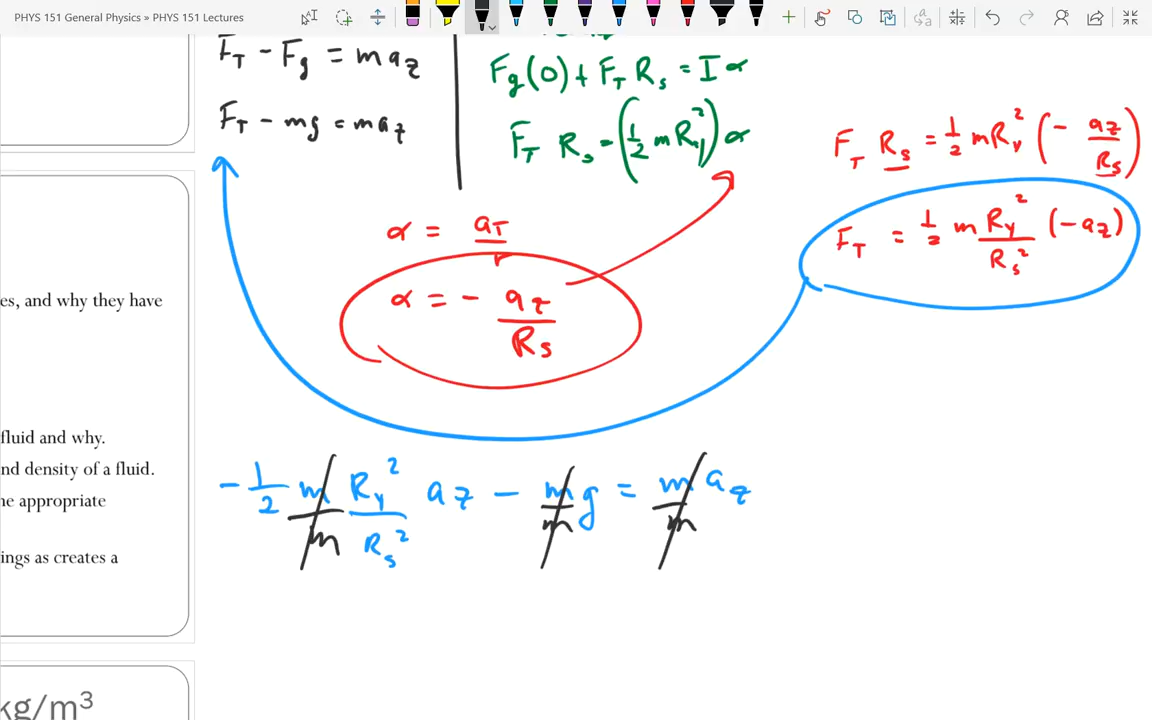 PHYS 151 General Physics » PHYS 151 Lectures
F_T - F_g = m a_z
F_T - mg = m a_z
F_g(0) + F_T R_s = I α
F_T R_s = (1/2 m R_y^2) α
α = a_T / r
α = - a_z / R_s
F_T R_s = 1/2 m R_y^2 (- a_z / R_s)
F_T = 1/2 m R_y^2 / R_s^2 (-a_z)
es, and why they have
fluid and why.
nd density of a fluid.
ne appropriate
ings as creates a
- 1/2 m/m R_y^2 / R_s^2 a_z - m/m g = m/m a_z
kg/m³